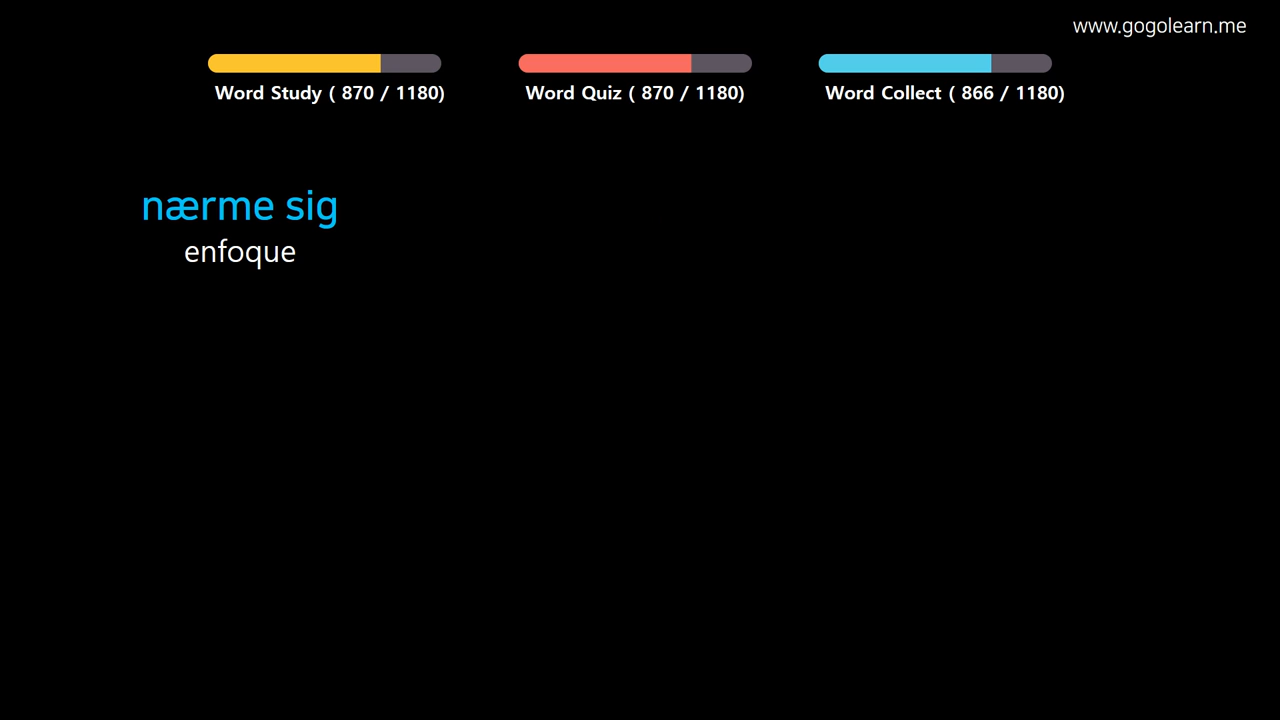 www.gogolearn.me
Word Study ( 870 / 1180)
Word Quiz ( 870 / 1180)
Word Collect ( 866 / 1180)
nærme sig
enfoque